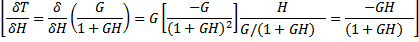 [δT/δH = δ/δH (G/(1 + GH)) = G [−G/(1 + GH)²] H/(G/(1 + GH)) = −GH/(1 + GH)]